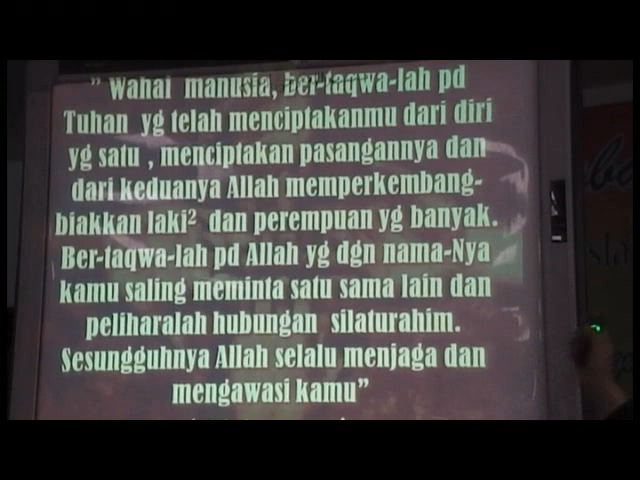 ” Wahai manusia, ber-taqwa-lah pd
Tuhan yg telah menciptakanmu dari diri
yg satu , menciptakan pasangannya dan
dari keduanya Allah memperkembang-
biakkan laki² dan perempuan yg banyak.
Ber-taqwa-lah pd Allah yg dgn nama-Nya
kamu saling meminta satu sama lain dan
peliharalah hubungan silaturahim.
Sesungguhnya Allah selalu menjaga dan
mengawasi kamu”